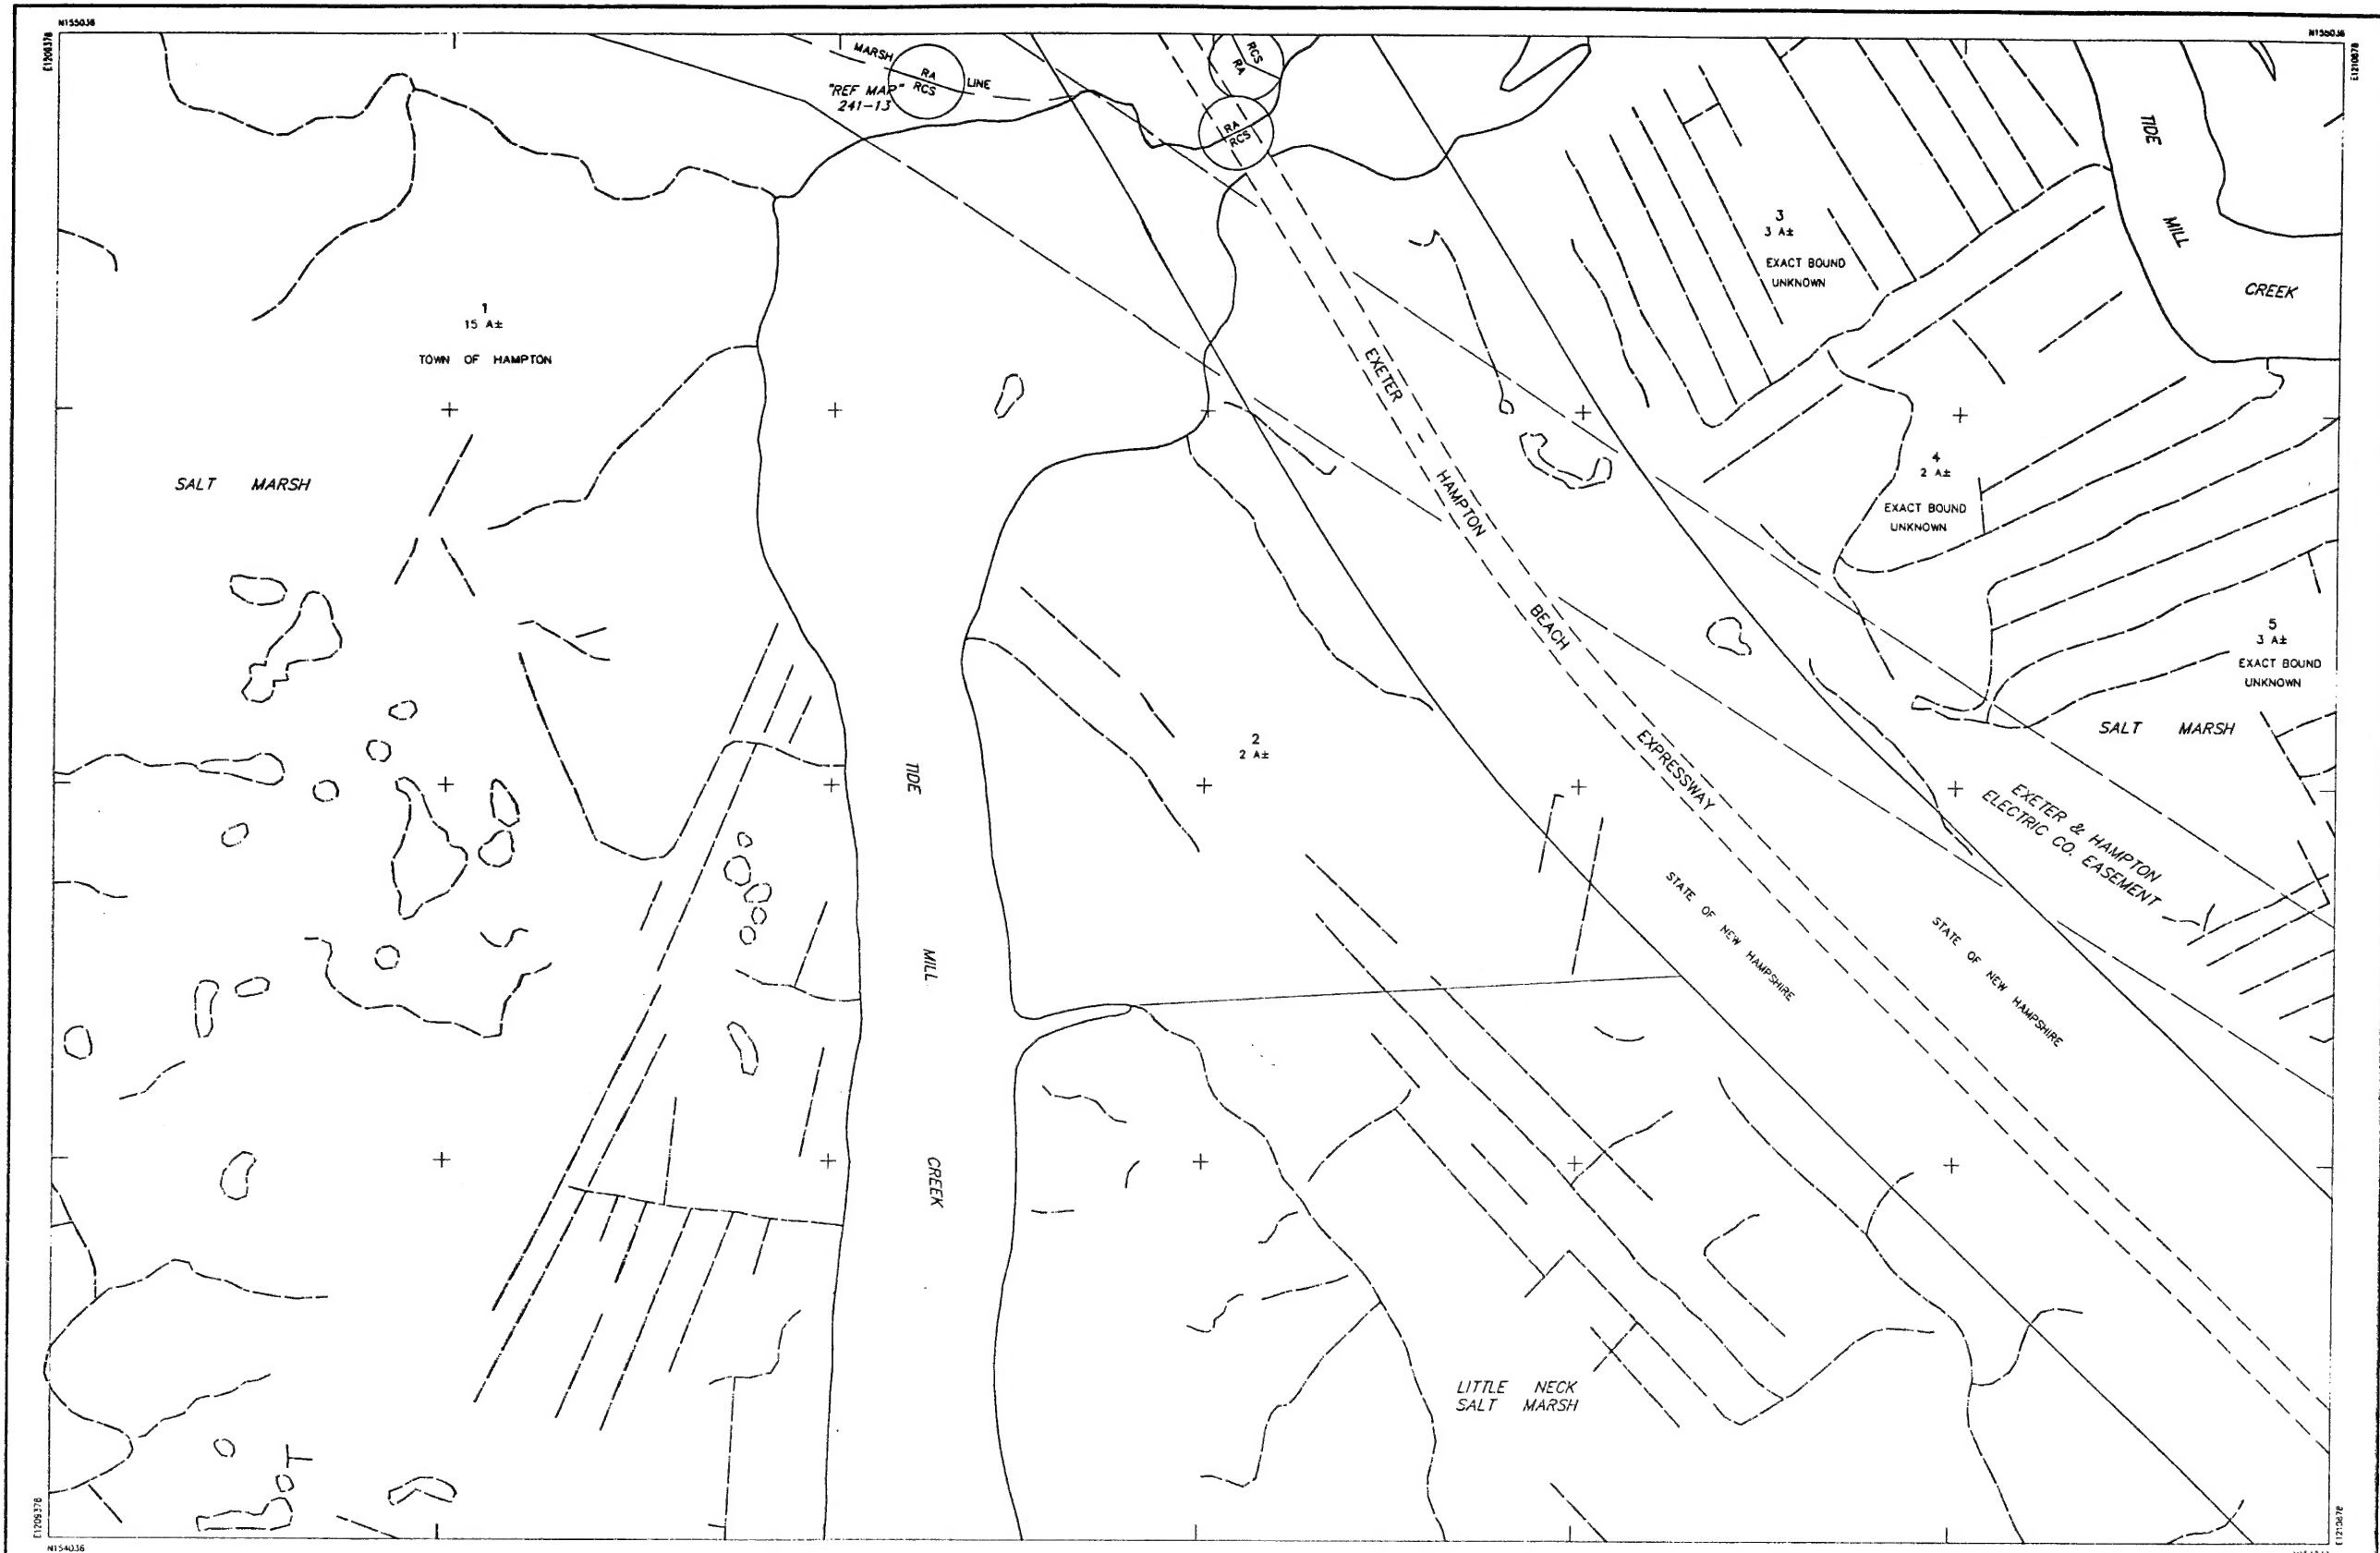 N155036
N155036
E1209378
E1210878
MARSH
LINE
RA
RCS
"REF MAP"
241-13
RCS
RA
RA
RCS
TIDE
MILL
CREEK
3
3 A±
EXACT BOUND
UNKNOWN
1
15 A±
TOWN OF HAMPTON
EXETER - HAMPTON BEACH EXPRESSWAY
SALT MARSH
4
2 A±
EXACT BOUND
UNKNOWN
5
3 A±
EXACT BOUND
UNKNOWN
SALT MARSH
2
2 A±
TIDE
MILL
CREEK
EXETER & HAMPTON
ELECTRIC CO. EASEMENT
STATE OF NEW HAMPSHIRE
STATE OF NEW HAMPSHIRE
LITTLE NECK
SALT MARSH
E1209378
N154036
E1210878